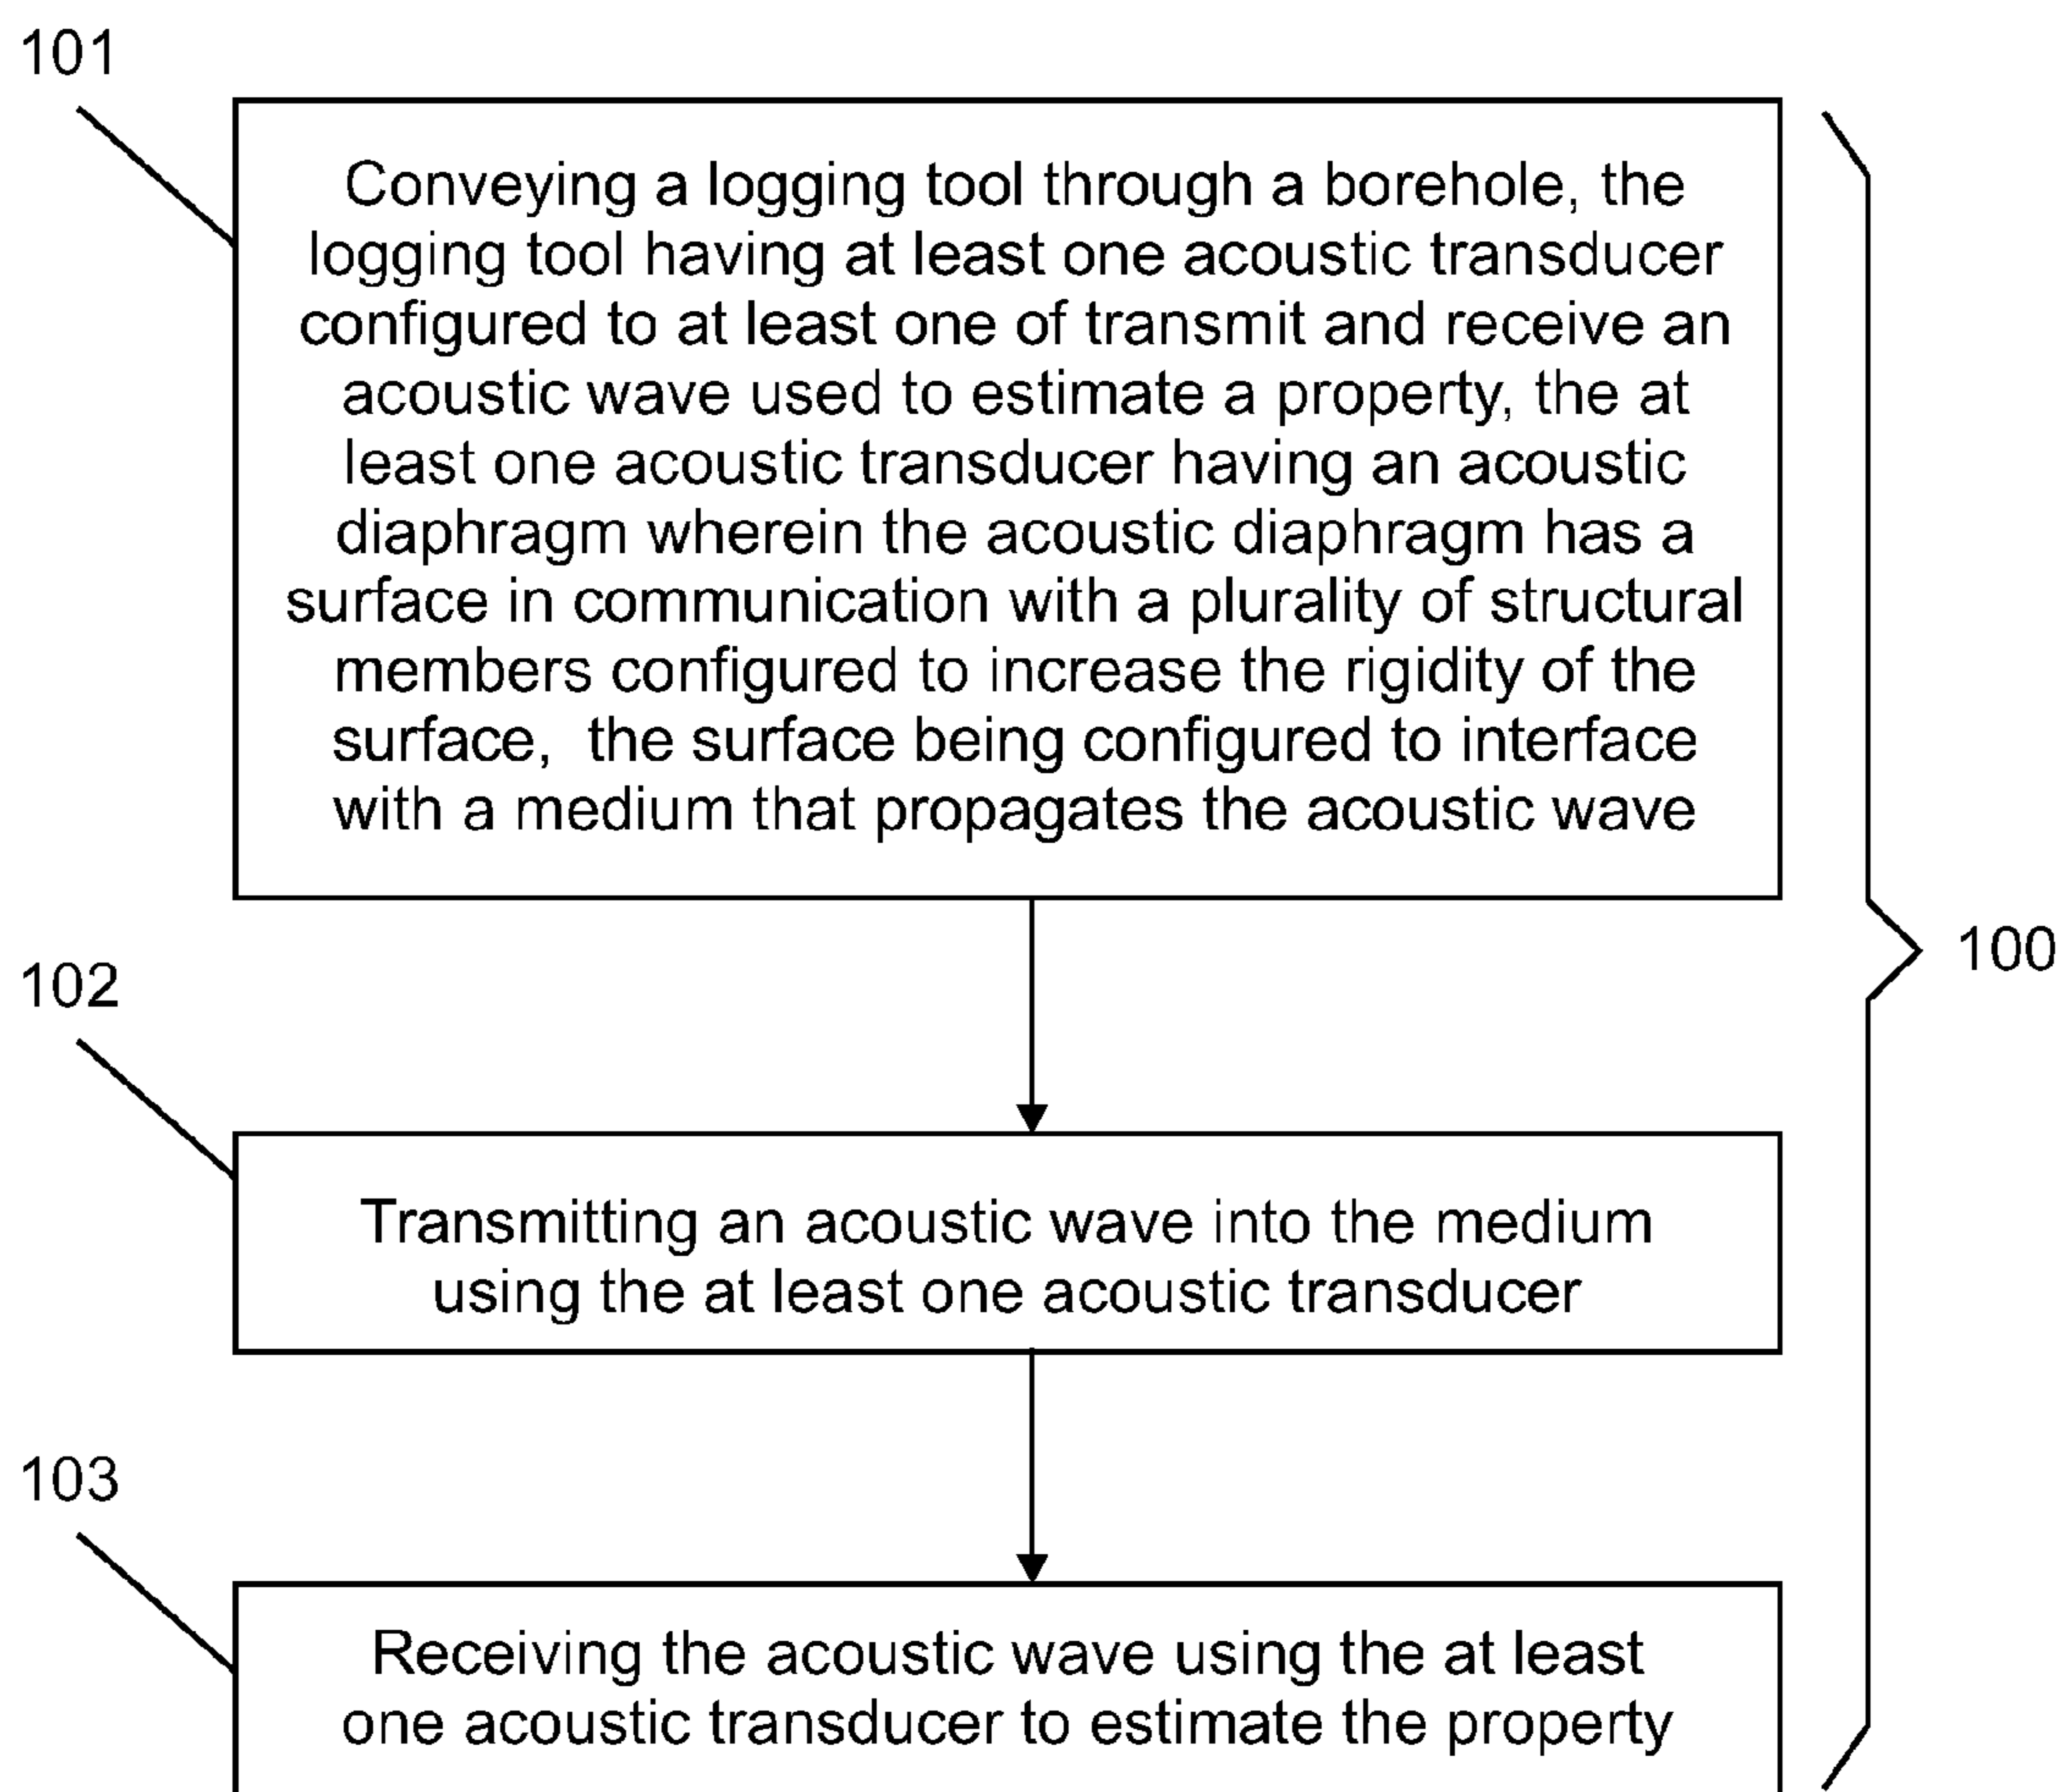 101
Conveying a logging tool through a borehole, the
logging tool having at least one acoustic transducer
configured to at least one of transmit and receive an
acoustic wave used to estimate a property, the at
least one acoustic transducer having an acoustic
diaphragm wherein the acoustic diaphragm has a
surface in communication with a plurality of structural
members configured to increase the rigidity of the
surface,  the surface being configured to interface
with a medium that propagates the acoustic wave
100
102
Transmitting an acoustic wave into the medium
using the at least one acoustic transducer
103
Receiving the acoustic wave using the at least
one acoustic transducer to estimate the property